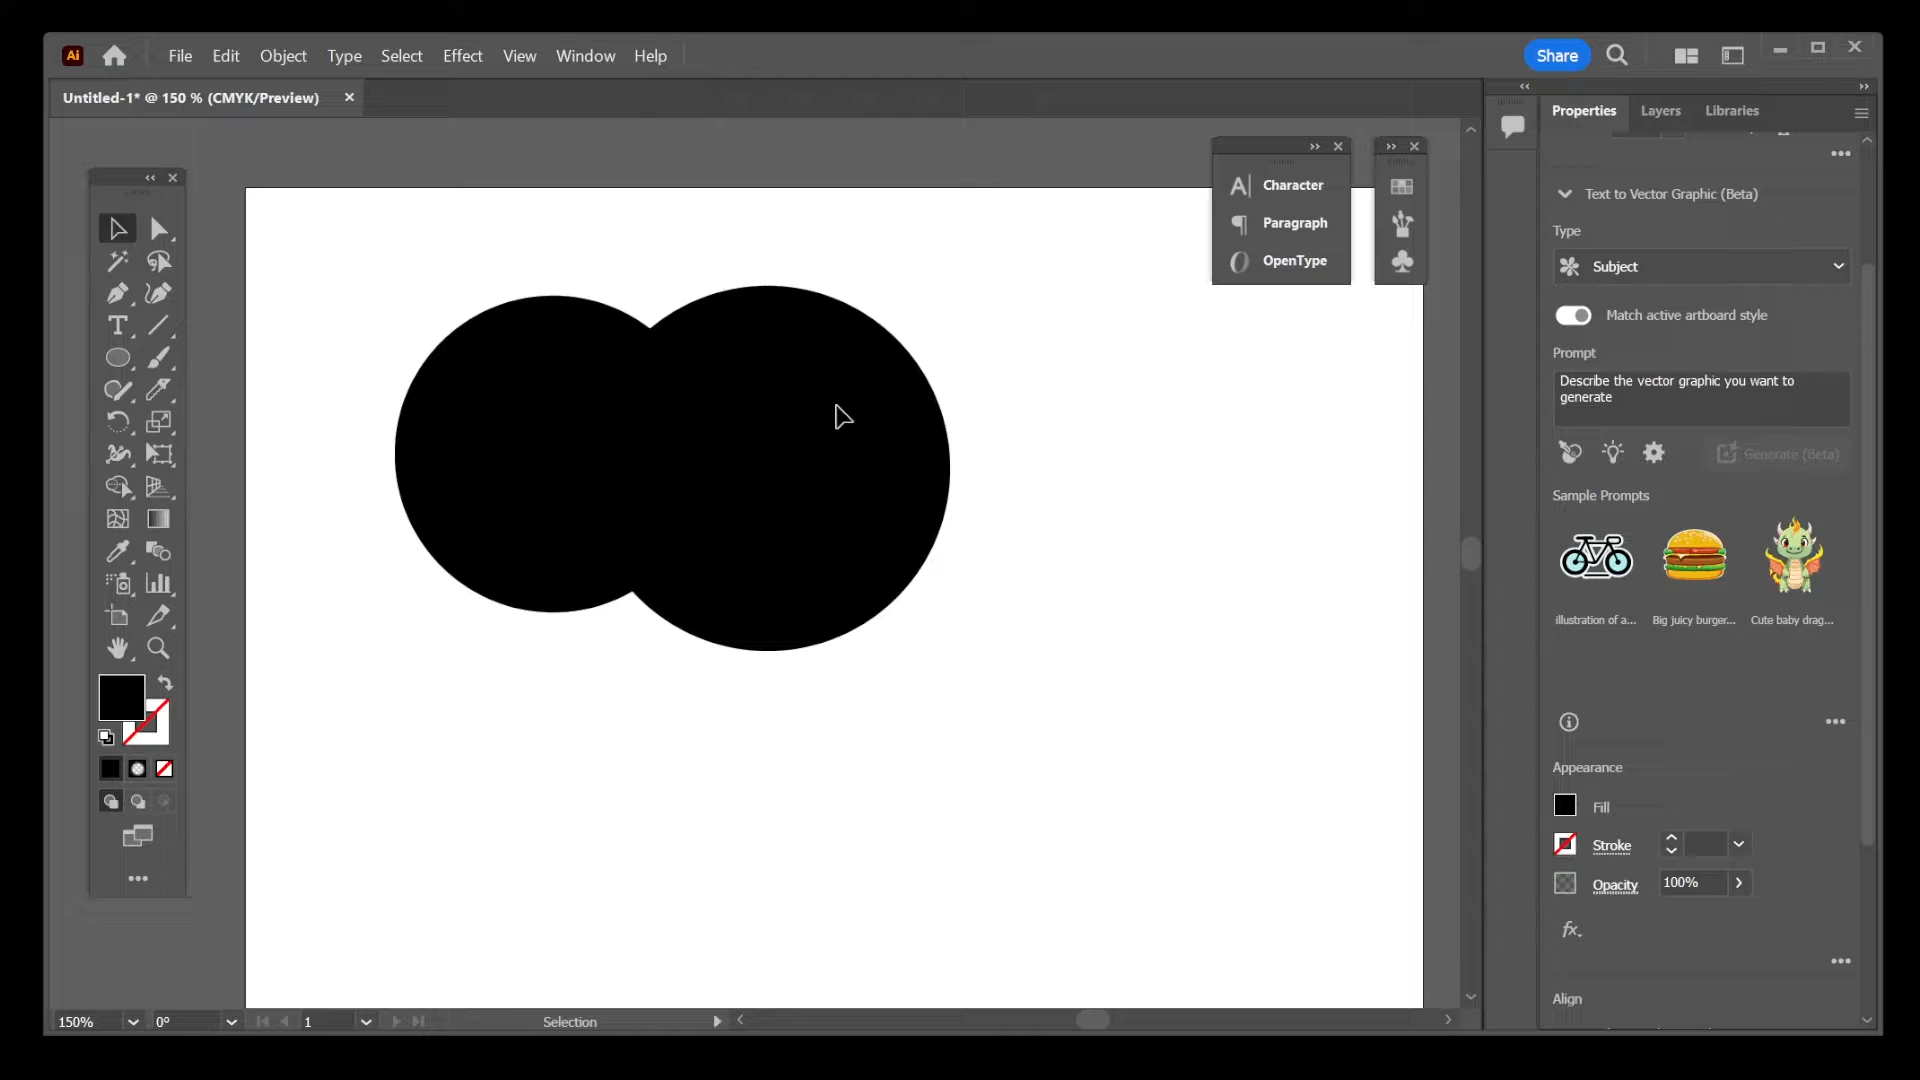 Ai
File Edit Object Type Select Effect View Window Help
Share
Untitled-1* @ 150 % (CMYK/Preview)
Properties Layers Libraries
Character
Paragraph
OpenType
Text to Vector Graphic (Beta)
Type
Subject
Match active artboard style
Prompt
Describe the vector graphic you want to
generate
Generate (Beta)
Sample Prompts
illustration of a... Big juicy burger... Cute baby drag...
Appearance
Fill
Stroke
Opacity 100%
fx
Align
150% 0° 1 Selection